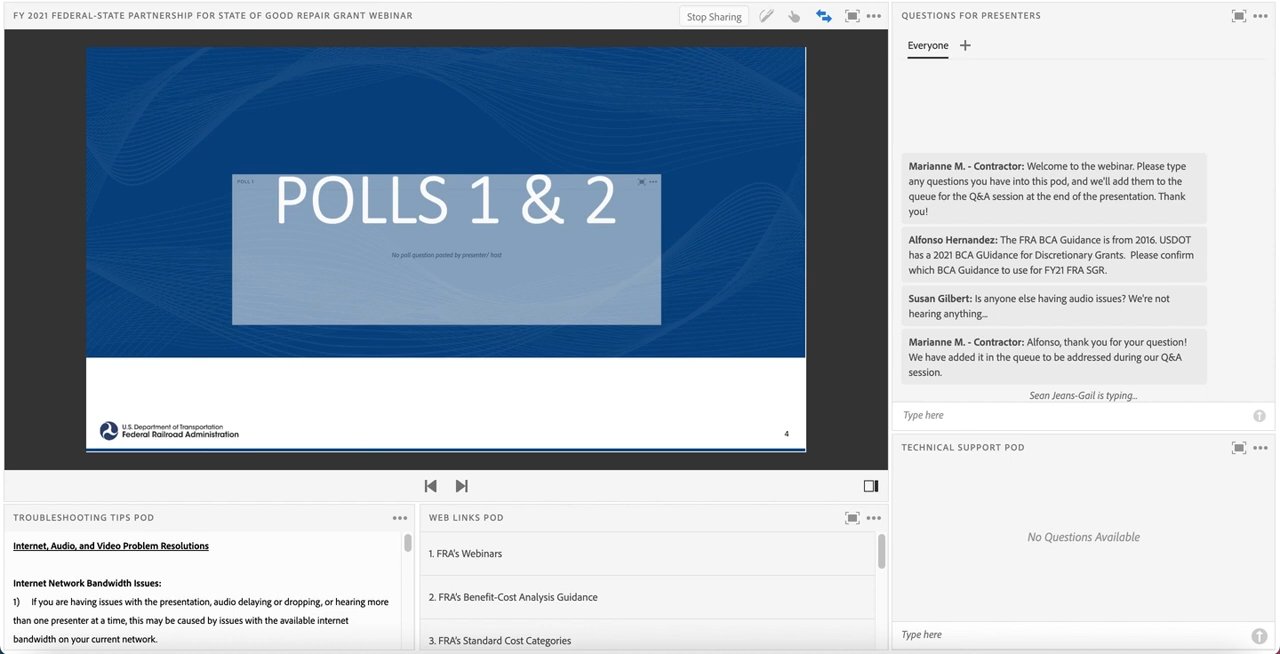 FY 2021 FEDERAL-STATE PARTNERSHIP FOR STATE OF GOOD REPAIR GRANT WEBINAR
Stop Sharing
POLL 1
POLLS 1 & 2
No poll question posted by presenter/ host
U.S. Department of Transportation
Federal Railroad Administration
4
TROUBLESHOOTING TIPS POD
Internet, Audio, and Video Problem Resolutions
Internet Network Bandwidth Issues:
1) If you are having issues with the presentation, audio delaying or dropping, or hearing more
than one presenter at a time, this may be caused by issues with the available internet
bandwidth on your current network.
WEB LINKS POD
1. FRA's Webinars
2. FRA's Benefit-Cost Analysis Guidance
3. FRA's Standard Cost Categories
QUESTIONS FOR PRESENTERS
Everyone
Marianne M. - Contractor: Welcome to the webinar. Please type
any questions you have into this pod, and we'll add them to the
queue for the Q&A session at the end of the presentation. Thank
you!
Alfonso Hernandez: The FRA BCA Guidance is from 2016. USDOT
has a 2021 BCA GUidance for Discretionary Grants. Please confirm
which BCA Guidance to use for FY21 FRA SGR.
Susan Gilbert: Is anyone else having audio issues? We're not
hearing anything...
Marianne M. - Contractor: Alfonso, thank you for your question!
We have added it in the queue to be addressed during our Q&A
session.
Sean Jeans-Gail is typing...
Type here
TECHNICAL SUPPORT POD
No Questions Available
Type here